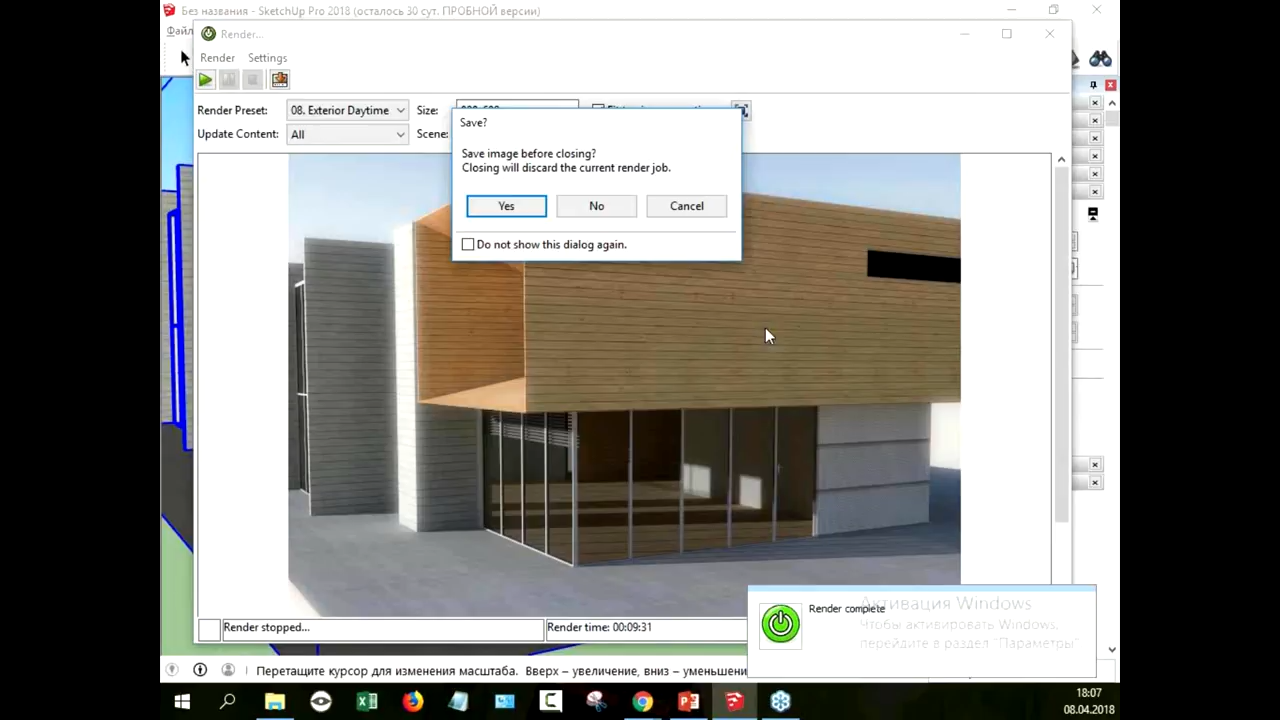 Без названия - SketchUp Pro 2018 (осталось 30 сут. ПРОБНОЙ версии)
Файл
Render...
Render Settings
Render Preset: 08. Exterior Daytime Size:
Update Content: All Scene:
Save?
Save image before closing?
Closing will discard the current render job.
Yes No Cancel
Do not show this dialog again.
Render complete
Активация Windows
Чтобы активировать Windows,
перейдите в раздел "Параметры"
Render stopped... Render time: 00:09:31
Перетащите курсор для изменения масштаба. Вверх – увеличение, вниз – уменьшени
18:07
08.04.2018